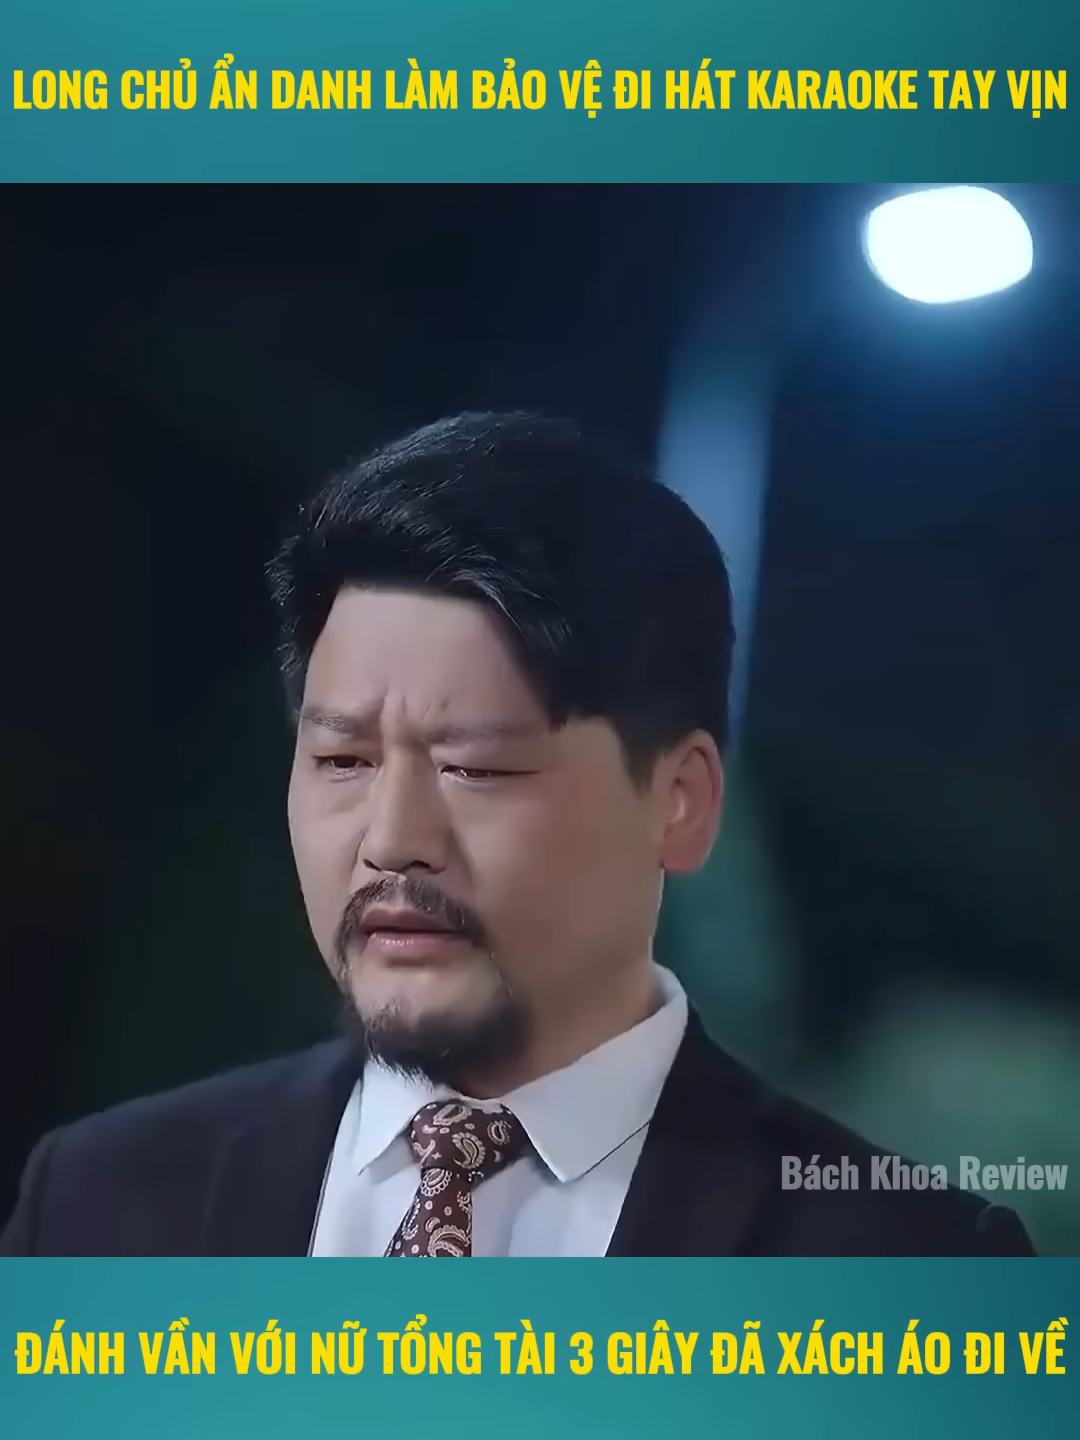 LONG CHỦ ẨN DANH LÀM BẢO VỆ ĐI HÁT KARAOKE TAY VỊN
Bách Khoa Review
ĐÁNH VẦN VỚI NỮ TỔNG TÀI 3 GIÂY ĐÃ XÁCH ÁO ĐI VỀ